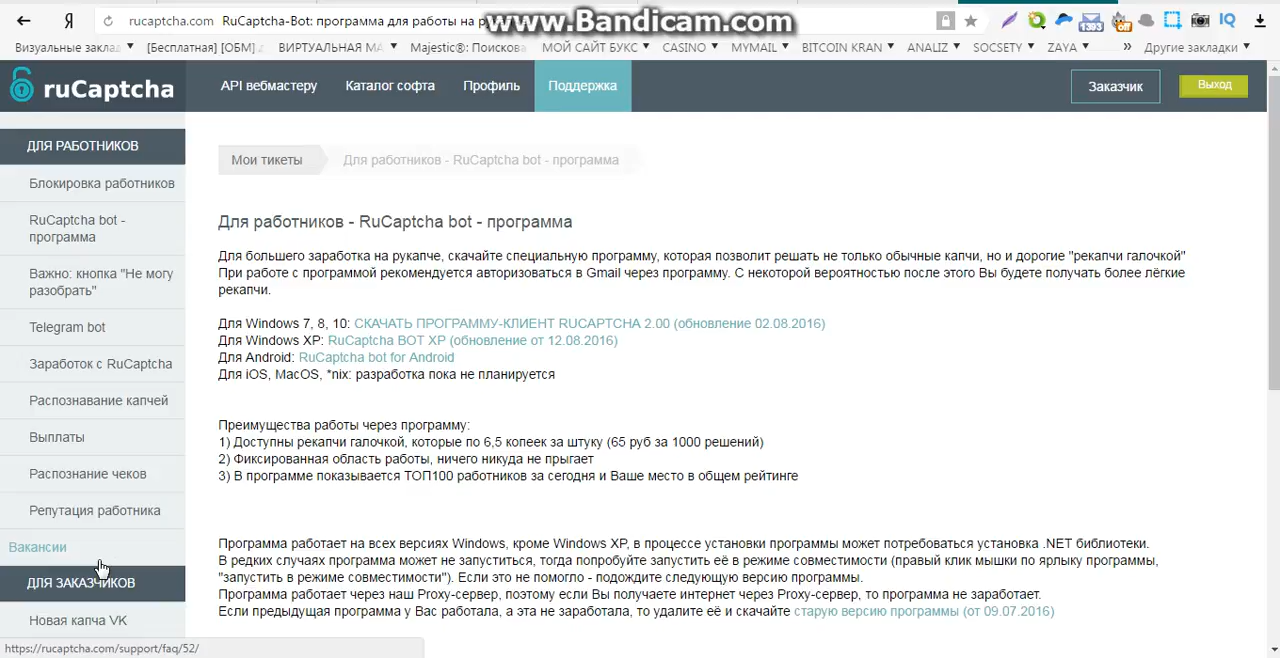 Я rucaptcha.com RuCaptcha-Bot: программа для работы на
www.Bandicam.com
1393 off IQ
Визуальные заклад [Бесплатная] [ОБМ] ВИРТУАЛЬНАЯ МА Majestic®: Поискова МОЙ САЙТ БУКС CASINO MYMAIL BITCOIN KRAN ANALIZ SOCSETY ZAYA » Другие закладки
ruCaptcha API вебмастеру Каталог софта Профиль Поддержка Заказчик Выход
ДЛЯ РАБОТНИКОВ
Блокировка работников
RuCaptcha bot -
программа
Важно: кнопка "Не могу
разобрать"
Telegram bot
Заработок с RuCaptcha
Распознавание капчей
Выплаты
Распознание чеков
Репутация работника
Вакансии
ДЛЯ ЗАКАЗЧИКОВ
Новая капча VK
https://rucaptcha.com/support/faq/52/
Мои тикеты Для работников - RuCaptcha bot - программа
Для работников - RuCaptcha bot - программа
Для большего заработка на рукапче, скачайте специальную программу, которая позволит решать не только обычные капчи, но и дорогие "рекапчи галочкой"
При работе с программой рекомендуется авторизоваться в Gmail через программу. С некоторой вероятностью после этого Вы будете получать более лёгкие
рекапчи.
Для Windows 7, 8, 10: СКАЧАТЬ ПРОГРАММУ-КЛИЕНТ RUCAPTCHA 2.00 (обновление 02.08.2016)
Для Windows XP: RuCaptcha BOT XP (обновление от 12.08.2016)
Для Android: RuCaptcha bot for Android
Для iOS, MacOS, *nix: разработка пока не планируется
Преимущества работы через программу:
1) Доступны рекапчи галочкой, которые по 6,5 копеек за штуку (65 руб за 1000 решений)
2) Фиксированная область работы, ничего никуда не прыгает
3) В программе показывается ТОП100 работников за сегодня и Ваше место в общем рейтинге
Программа работает на всех версиях Windows, кроме Windows XP, в процессе установки программы может потребоваться установка .NET библиотеки.
В редких случаях программа может не запуститься, тогда попробуйте запустить её в режиме совместимости (правый клик мышки по ярлыку программы,
"запустить в режиме совместимости"). Если это не помогло - подождите следующую версию программы.
Программа работает через наш Proxy-сервер, поэтому если Вы получаете интернет через Proxy-сервер, то программа не заработает.
Если предыдущая программа у Вас работала, а эта не заработала, то удалите её и скачайте старую версию программы (от 09.07.2016)